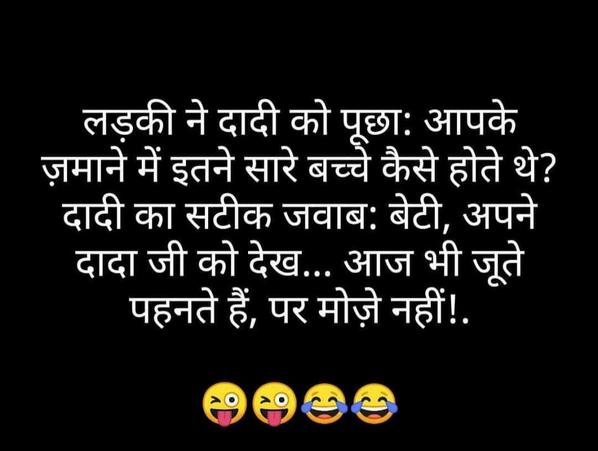 लड़की ने दादी को पूछा: आपके
ज़माने में इतने सारे बच्चे कैसे होते थे?
दादी का सटीक जवाब: बेटी, अपने
दादा जी को देख... आज भी जूते
पहनते हैं, पर मोज़े नहीं!.
😜😜😂😂